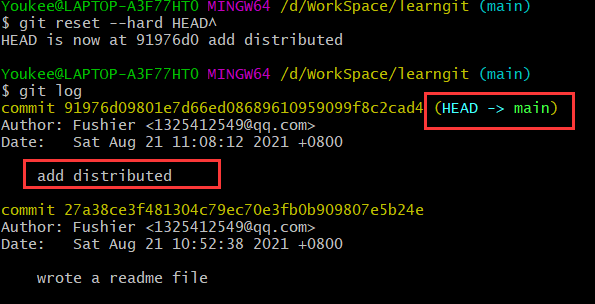 Youkee@LAPTOP-A3F77HT0 MINGW64 /d/WorkSpace/learngit (main)
$ git reset --hard HEAD^
HEAD is now at 91976d0 add distributed
Youkee@LAPTOP-A3F77HT0 MINGW64 /d/WorkSpace/learngit (main)
$ git log
commit 91976d09801e7d66ed08689610959099f8c2cad4 (HEAD -> main)
Author: Fushier <1325412549@qq.com>
Date:   Sat Aug 21 11:08:12 2021 +0800
    add distributed
commit 27a38ce3f481304c79ec70e3fb0b909807e5b24e
Author: Fushier <1325412549@qq.com>
Date:   Sat Aug 21 10:52:38 2021 +0800
    wrote a readme file